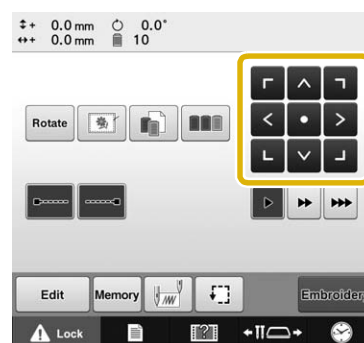 + 0.0 mm 0.0°
+ 0.0 mm 10
Rotate
Edit Memory Embroider
Lock